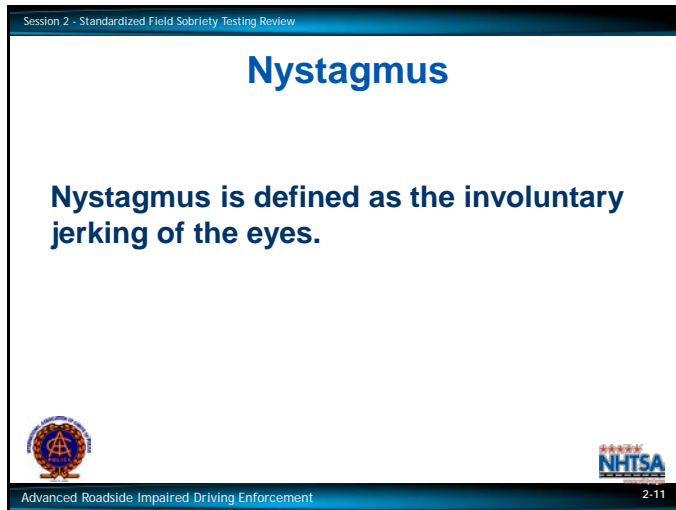 Session 2 - Standardized Field Sobriety Testing Review
Nystagmus
Nystagmus is defined as the involuntary
jerking of the eyes.
NHTSA
Advanced Roadside Impaired Driving Enforcement
2-11